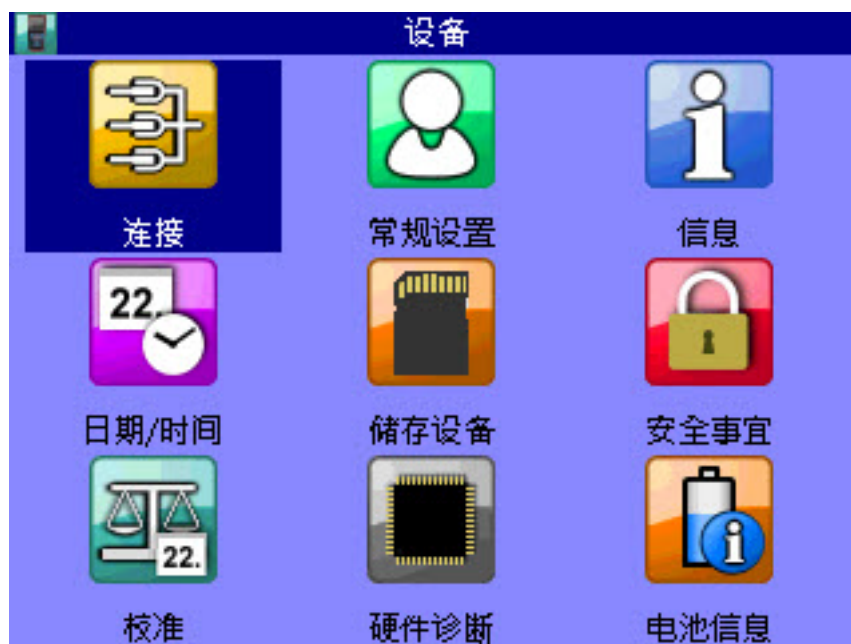 设备
连接
常规设置
信息
22.
日期/时间
储存设备
安全事宜
22.
校准
硬件诊断
电池信息